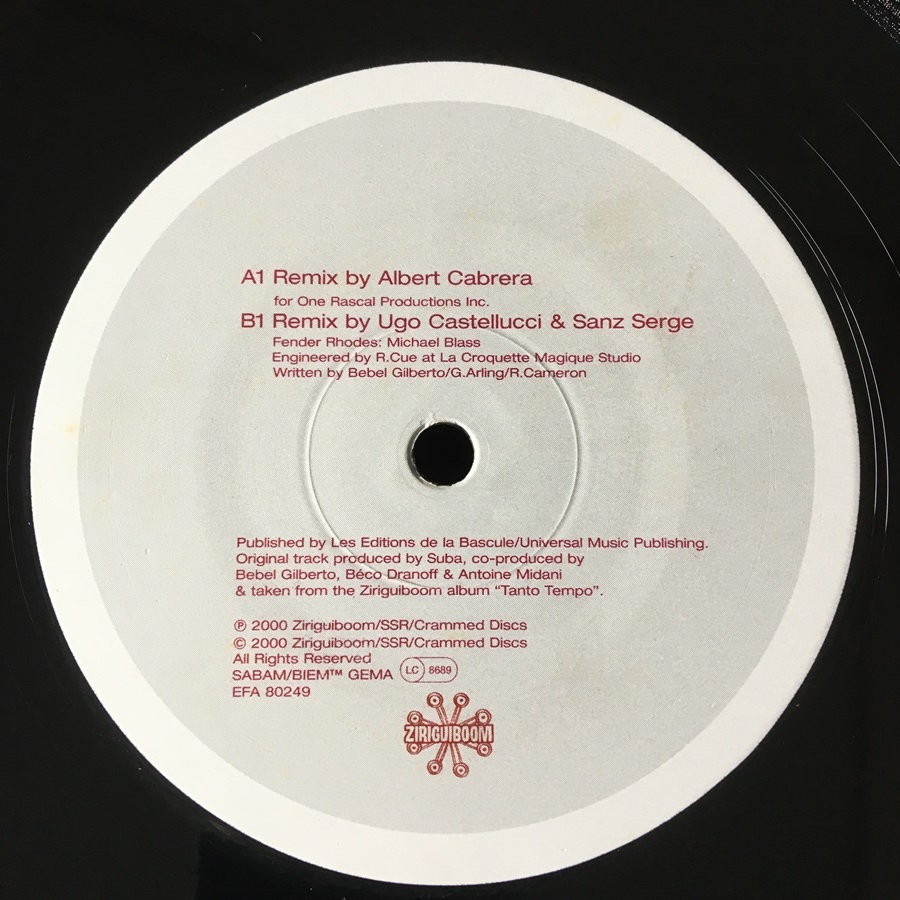 A1 Remix by Albert Cabrera
for One Rascal Productions Inc.
B1 Remix by Ugo Castellucci & Sanz Serge
Fender Rhodes: Michael Blass
Engineered by R.Cue at La Croquette Magique Studio
Written by Bebel Gilberto/G.Arling/R.Cameron
Published by Les Editions de la Bascule/Universal Music Publishing.
Original track produced by Suba, co-produced by
Bebel Gilberto, Béco Dranoff & Antoine Midani
& taken from the Ziriguiboom album “Tanto Tempo”.
℗ 2000 Ziriguiboom/SSR/Crammed Discs
© 2000 Ziriguiboom/SSR/Crammed Discs
All Rights Reserved
SABAM/BIEM™ GEMA LC 8689
EFA 80249
ZIRIGUIBOOM